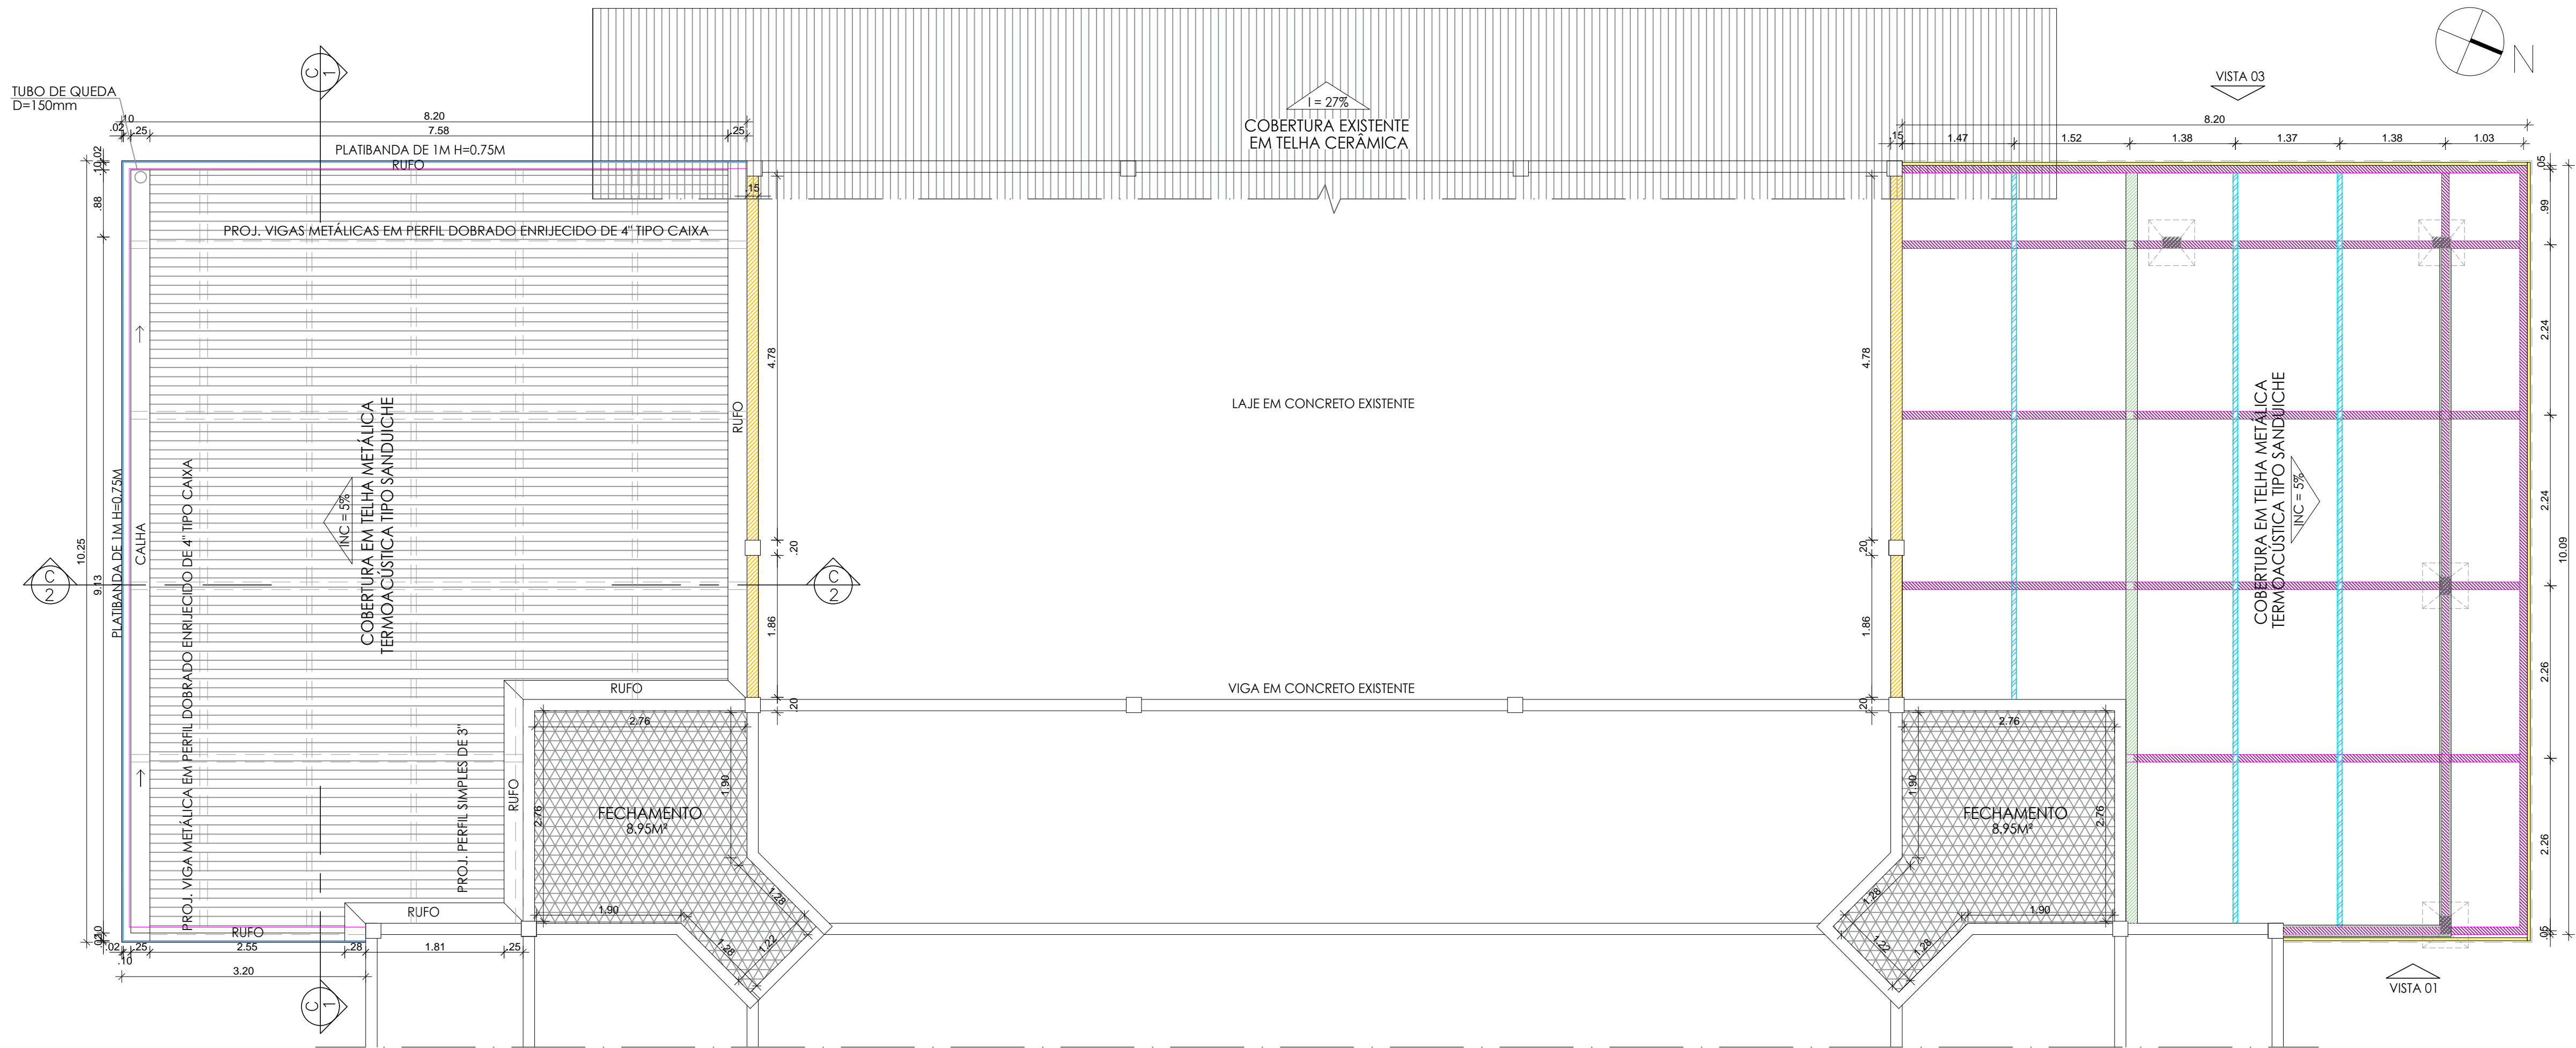 N
VISTA 03
TUBO DE QUEDA
D=150mm
C
1
I = 27%
COBERTURA EXISTENTE
EM TELHA CERÂMICA
.10
8.20
.02
.25
7.58
.25
8.20
.15
1.47
1.52
1.38
1.37
1.38
1.03
PLATIBANDA DE 1M H=0.75M
RUFO
.02
.10
.88
.15
.05
.99
PROJ. VIGAS METÁLICAS EM PERFIL DOBRADO ENRIJECIDO DE 4" TIPO CAIXA
4.78
4.78
2.24
LAJE EM CONCRETO EXISTENTE
RUFO
COBERTURA EM TELHA METÁLICA
TERMOACÚSTICA TIPO SANDUICHE
INC = 5%
COBERTURA EM TELHA METÁLICA
TERMOACÚSTICA TIPO SANDUICHE
INC = 5%
2.24
10.09
PLATIBANDA DE 1M H=0.75M
CALHA
PROJ. VIGA METÁLICA EM PERFIL DOBRADO ENRIJECIDO DE 4" TIPO CAIXA
10.25
9.13
.20
.20
C
2
C
2
1.86
1.86
2.26
RUFO
VIGA EM CONCRETO EXISTENTE
.20
.20
2.76
2.76
PROJ. PERFIL SIMPLES DE 3"
RUFO
1.90
1.90
2.76
FECHAMENTO
8.95M²
FECHAMENTO
8.95M²
2.76
2.26
1.28
1.28
RUFO
1.90
1.90
RUFO
1.28
1.22
1.22
1.28
.05
.02
.25
2.55
.28
1.81
.25
.10
3.20
VISTA 01
C
1